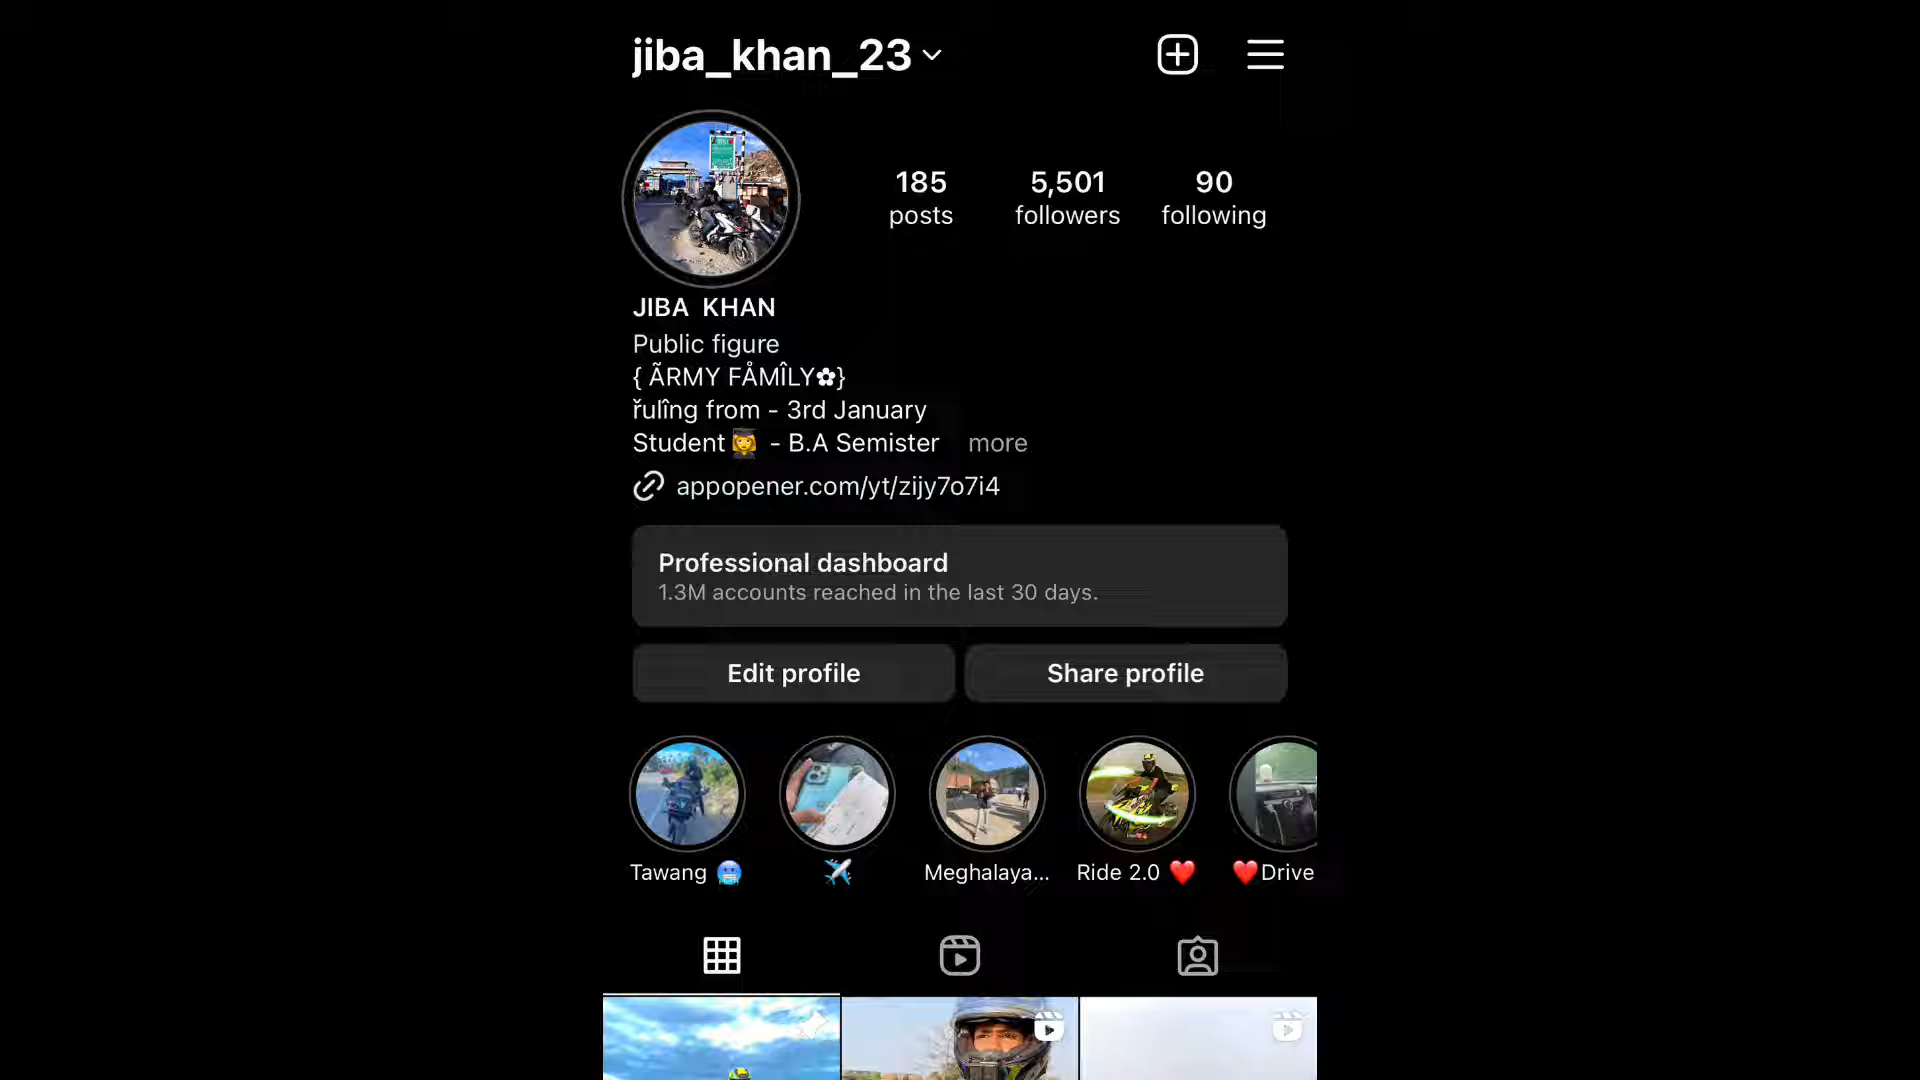 jiba_khan_23
185 posts
5,501 followers
90 following
JIBA KHAN
Public figure
{ ÃRMY FÅMÎLY✿}
řulîng from - 3rd January
Student 👩‍🎓 - B.A Semister more
appopener.com/yt/zijy7o7i4
Professional dashboard
1.3M accounts reached in the last 30 days.
Edit profile
Share profile
Tawang 🥶
✈️
Meghalaya...
Ride 2.0 ❤️
❤️Drive